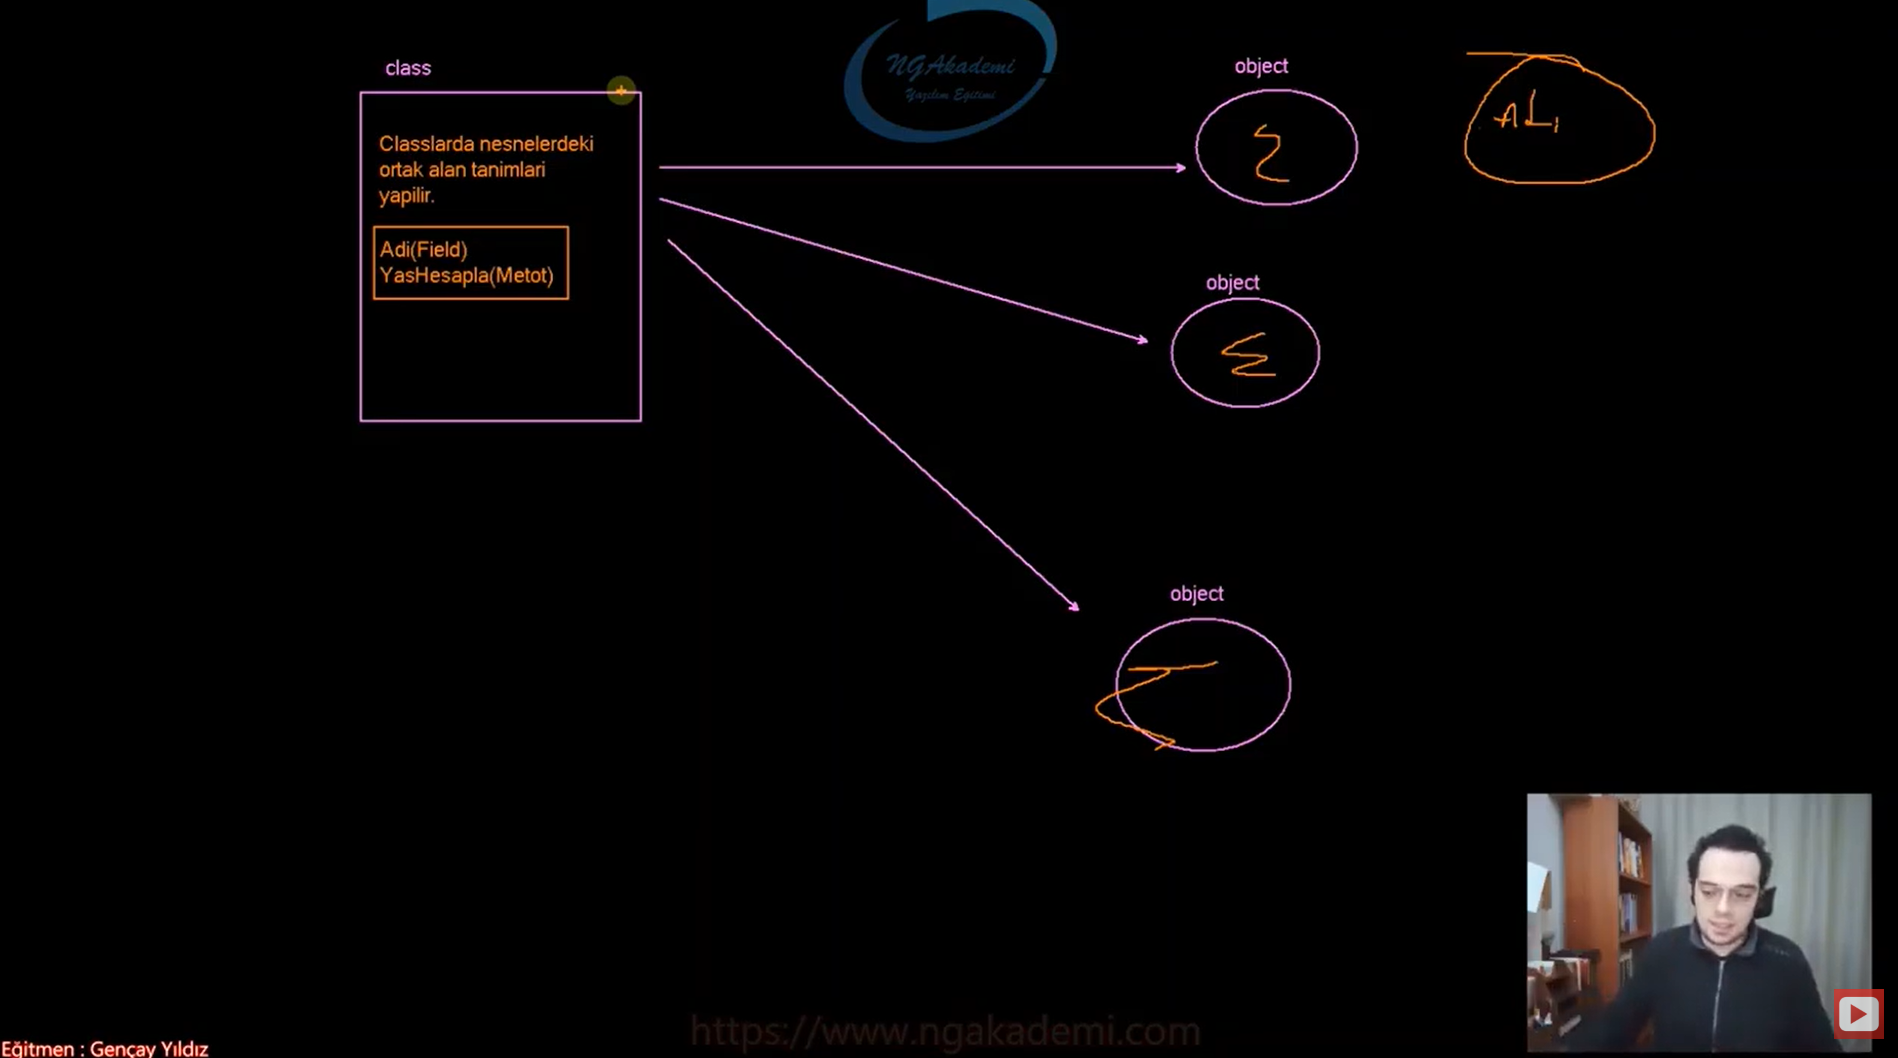 class
NGAkademi
Yazılım Eğitimi
object
ALi
Classlarda nesnelerdeki
ortak alan tanimlari
yapilir.
Adi(Field)
YasHesapla(Metot)
object
object
https://www.ngakademi.com
Eğitmen : Gençay Yıldız